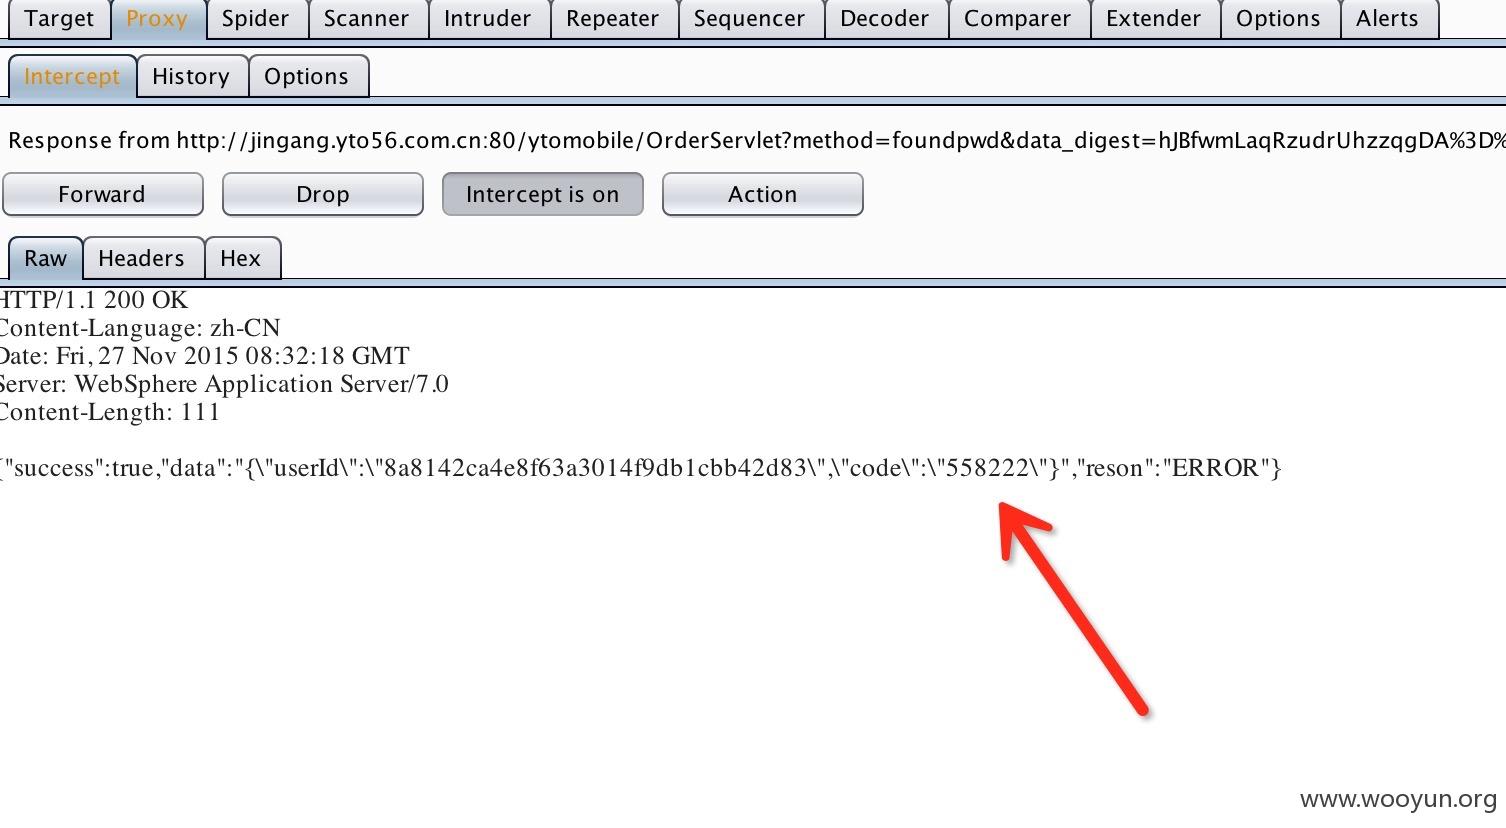 Target Proxy Spider Scanner Intruder Repeater Sequencer Decoder Comparer Extender Options Alerts
Intercept History Options
Response from http://jingang.yto56.com.cn:80/ytomobile/OrderServlet?method=foundpwd&data_digest=hJBfwmLaqRzudrUhzzqgDA%3D%
Forward Drop Intercept is on Action
Raw Headers Hex
HTTP/1.1 200 OK
Content-Language: zh-CN
Date: Fri, 27 Nov 2015 08:32:18 GMT
Server: WebSphere Application Server/7.0
Content-Length: 111
{"success":true,"data":"{\"userId\":\"8a8142ca4e8f63a3014f9db1cbb42d83\",\"code\":\"558222\"}","reson":"ERROR"}
www.wooyun.org